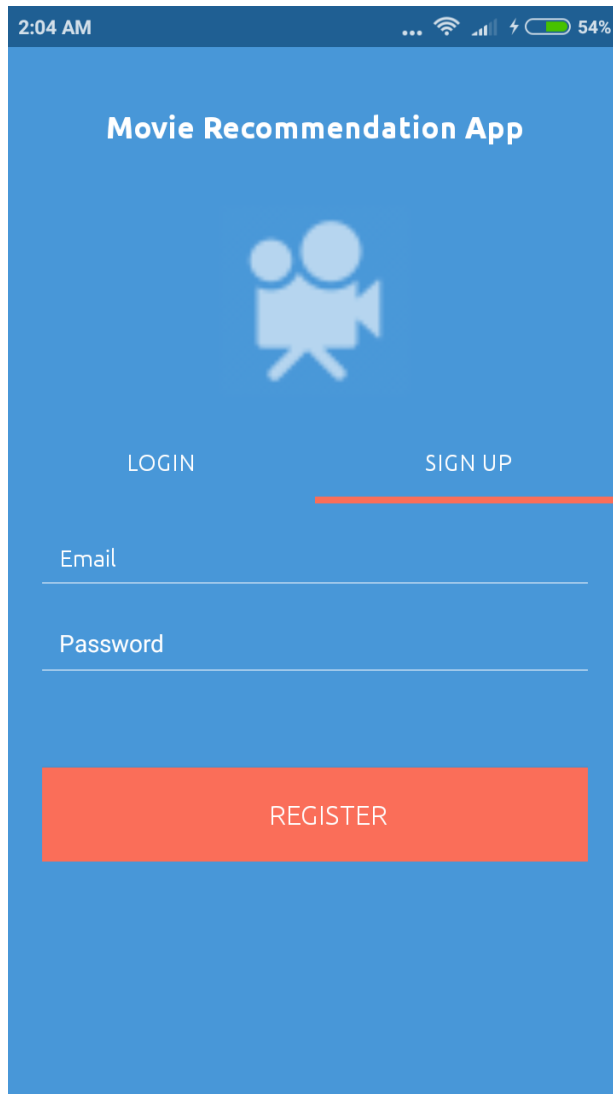 2:04 AM ... 54%
Movie Recommendation App
LOGIN SIGN UP
Email
Password
REGISTER